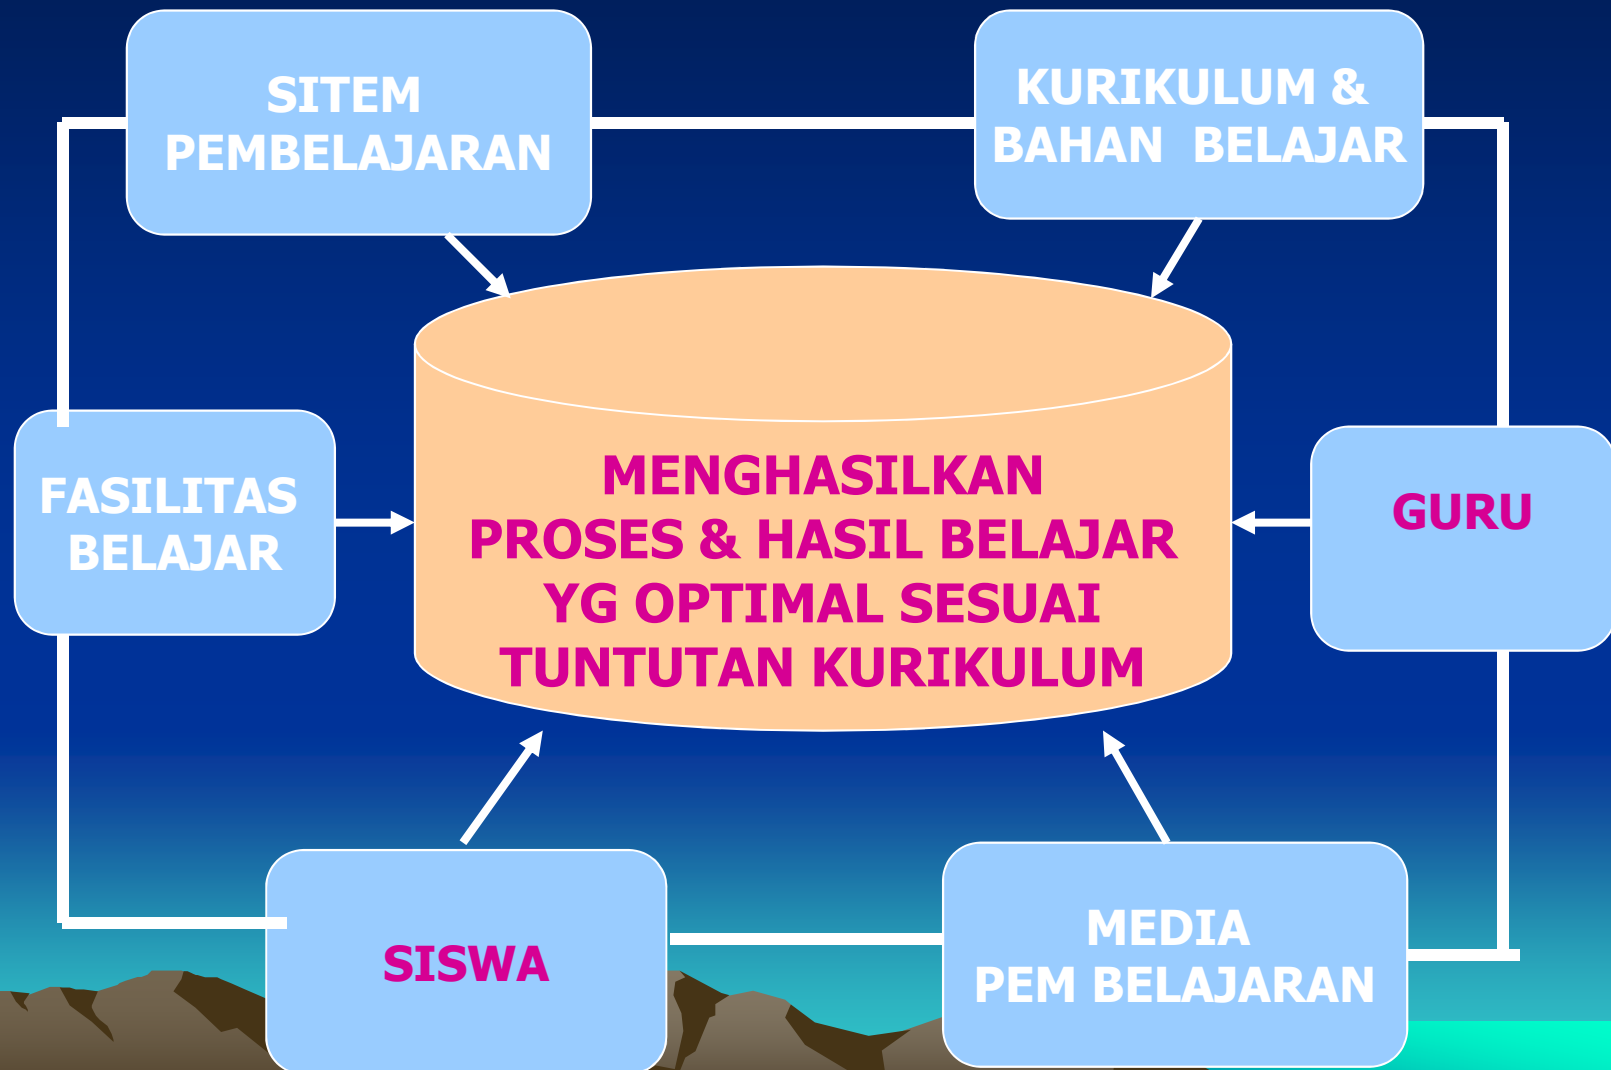 SITEM
PEMBELAJARAN
KURIKULUM &
BAHAN BELAJAR
FASILITAS
BELAJAR
MENGHASILKAN
PROSES & HASIL BELAJAR
YG OPTIMAL SESUAI
TUNTUTAN KURIKULUM
GURU
SISWA
MEDIA
PEM BELAJARAN